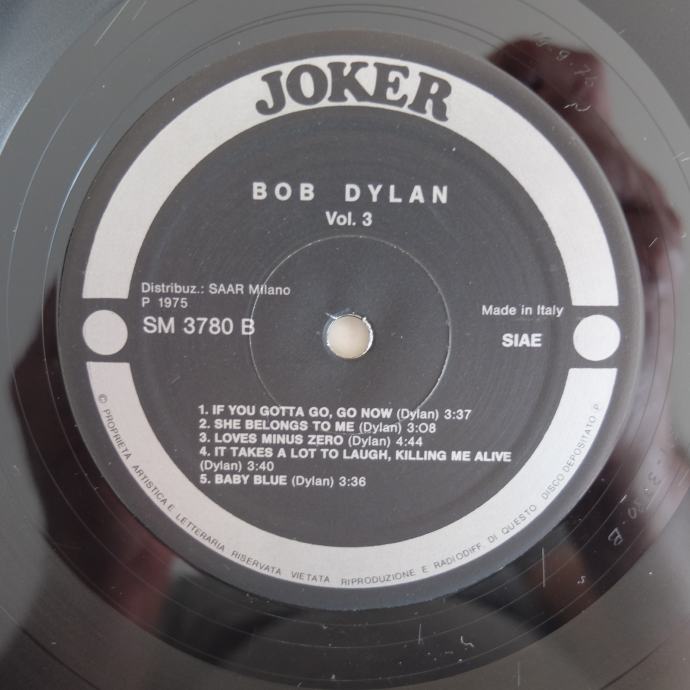 JOKER
BOB DYLAN
Vol. 3
Distribuz.: SAAR Milano
P 1975
SM 3780 B
Made in Italy
SIAE
1. IF YOU GOTTA GO, GO NOW (Dylan) 3:37
2. SHE BELONGS TO ME (Dylan) 3:08
3. LOVES MINUS ZERO (Dylan) 4:44
4. IT TAKES A LOT TO LAUGH, KILLING ME ALIVE
(Dylan) 3:40
5. BABY BLUE (Dylan) 3:36
© PROPRIETA ARTISTICA E LETTERARIA RISERVATA VIETATA RIPRODUZIONE E RADIODIFF. DI QUESTO DISCO DEPOSITATO P.